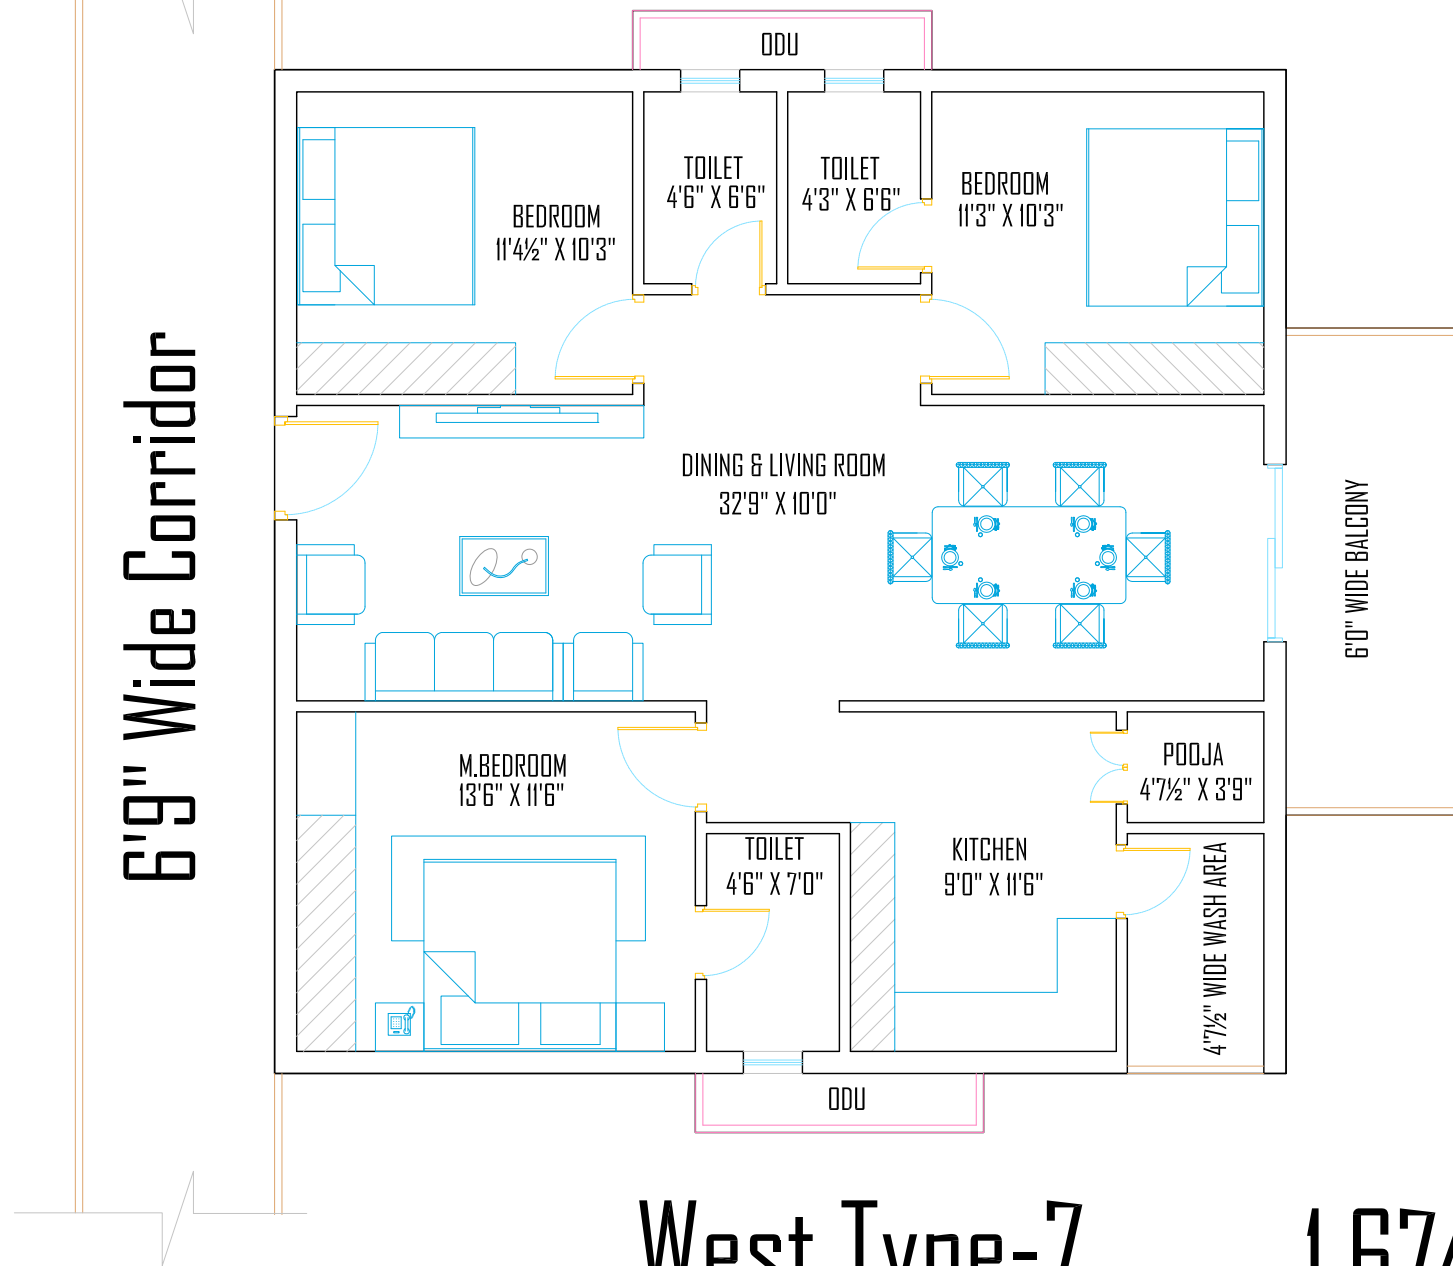 ODU
TOILET
4'6" X 6'6"
TOILET
4'3" X 6'6"
BEDROOM
11'3" X 10'3"
BEDROOM
11'4½" X 10'3"
6'9" Wide Corridor
DINING & LIVING ROOM
32'9" X 10'0"
6'0" WIDE BALCONY
M.BEDROOM
13'6" X 11'6"
POOJA
4'7½" X 3'9"
TOILET
4'6" X 7'0"
KITCHEN
9'0" X 11'6"
4'7½" WIDE WASH AREA
ODU
West Type-7